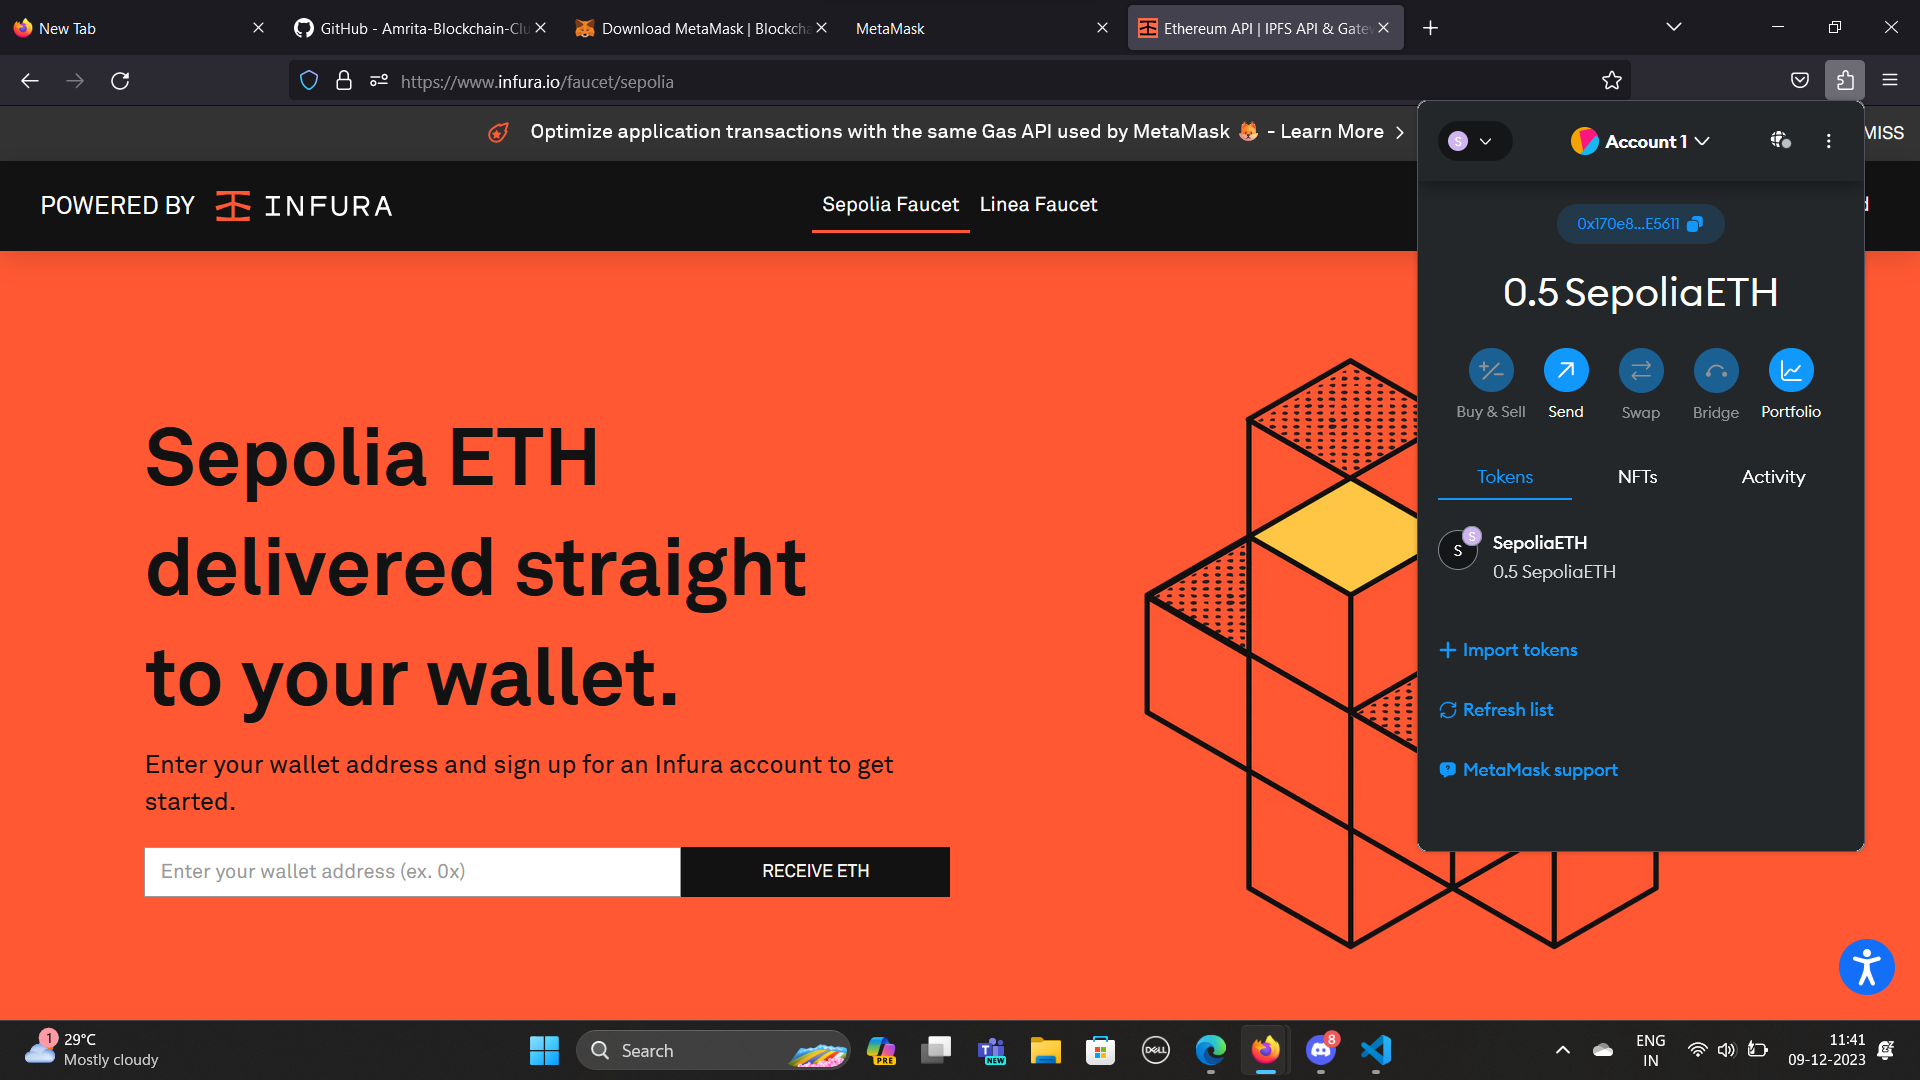 New Tab
GitHub - Amrita-Blockchain-Clu
Download MetaMask | Blockcha
MetaMask
Ethereum API | IPFS API & Gatew
https://www.infura.io/faucet/sepolia
Optimize application transactions with the same Gas API used by MetaMask 🦊 - Learn More
MISS
POWERED BY INFURA
Sepolia Faucet
Linea Faucet
S
Account 1
0x170e8...E5611
0.5 SepoliaETH
Buy & Sell
Send
Swap
Bridge
Portfolio
Tokens
NFTs
Activity
S
S
SepoliaETH
0.5 SepoliaETH
Import tokens
Refresh list
MetaMask support
Sepolia ETH
delivered straight
to your wallet.
Enter your wallet address and sign up for an Infura account to get
started.
Enter your wallet address (ex. 0x)
RECEIVE ETH
1
29°C
Mostly cloudy
Search
PRE
NEW
DELL
8
ENG
IN
11:41
09-12-2023